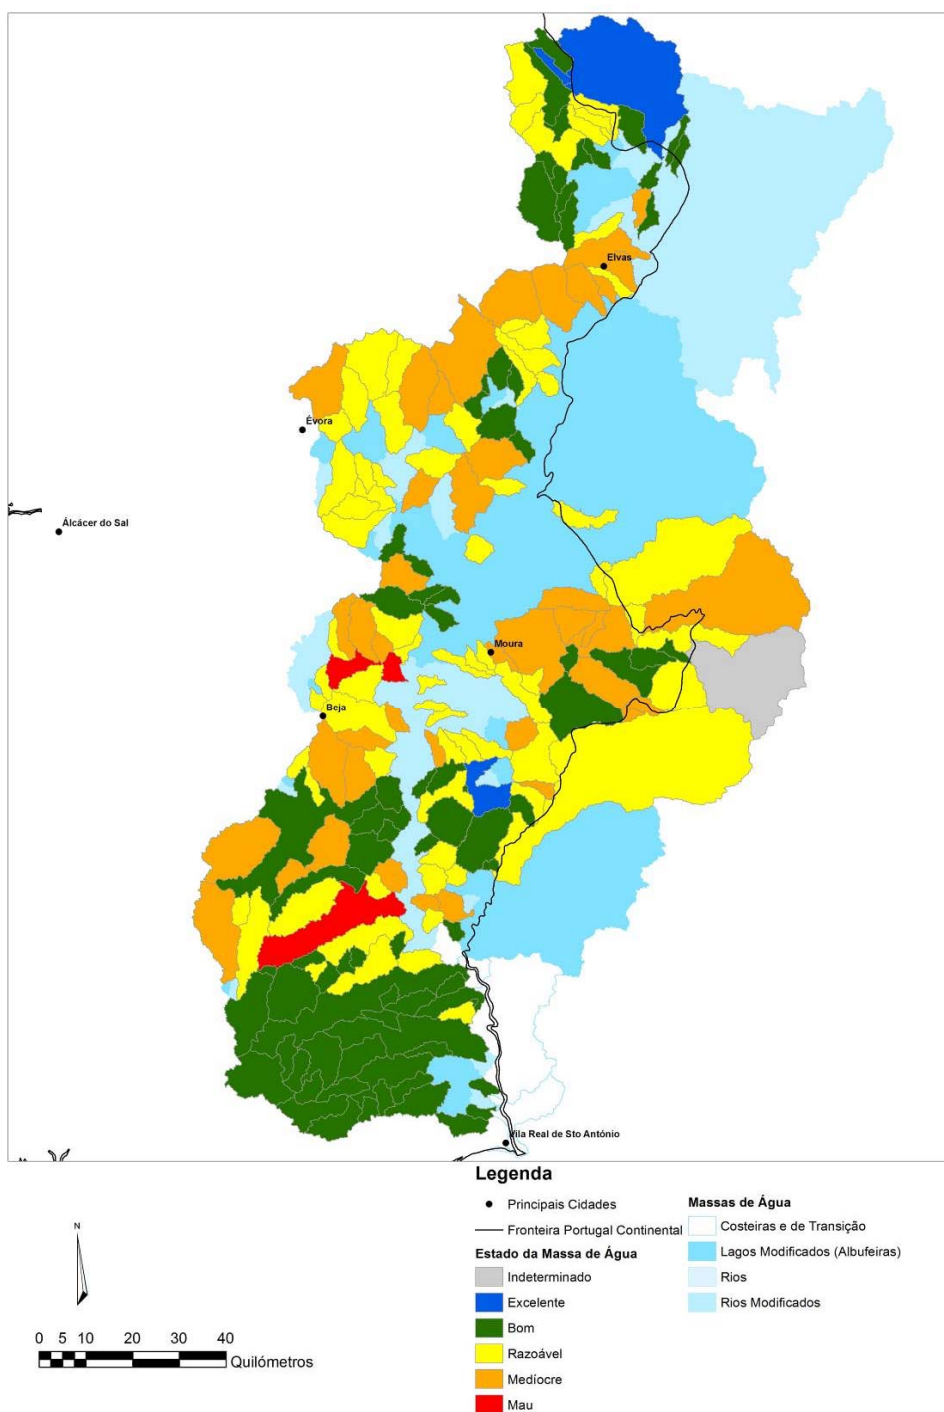 Elvas
Évora
Álcácer do Sal
Moura
Beja
Vila Real de Sto António
Legenda
Principais Cidades
Fronteira Portugal Continental
Estado da Massa de Água
Indeterminado
Excelente
Bom
Razoável
Medíocre
Mau
Massas de Água
Costeiras e de Transição
Lagos Modificados (Albufeiras)
Rios
Rios Modificados
N
0 5 10 20 30 40
Quilómetros